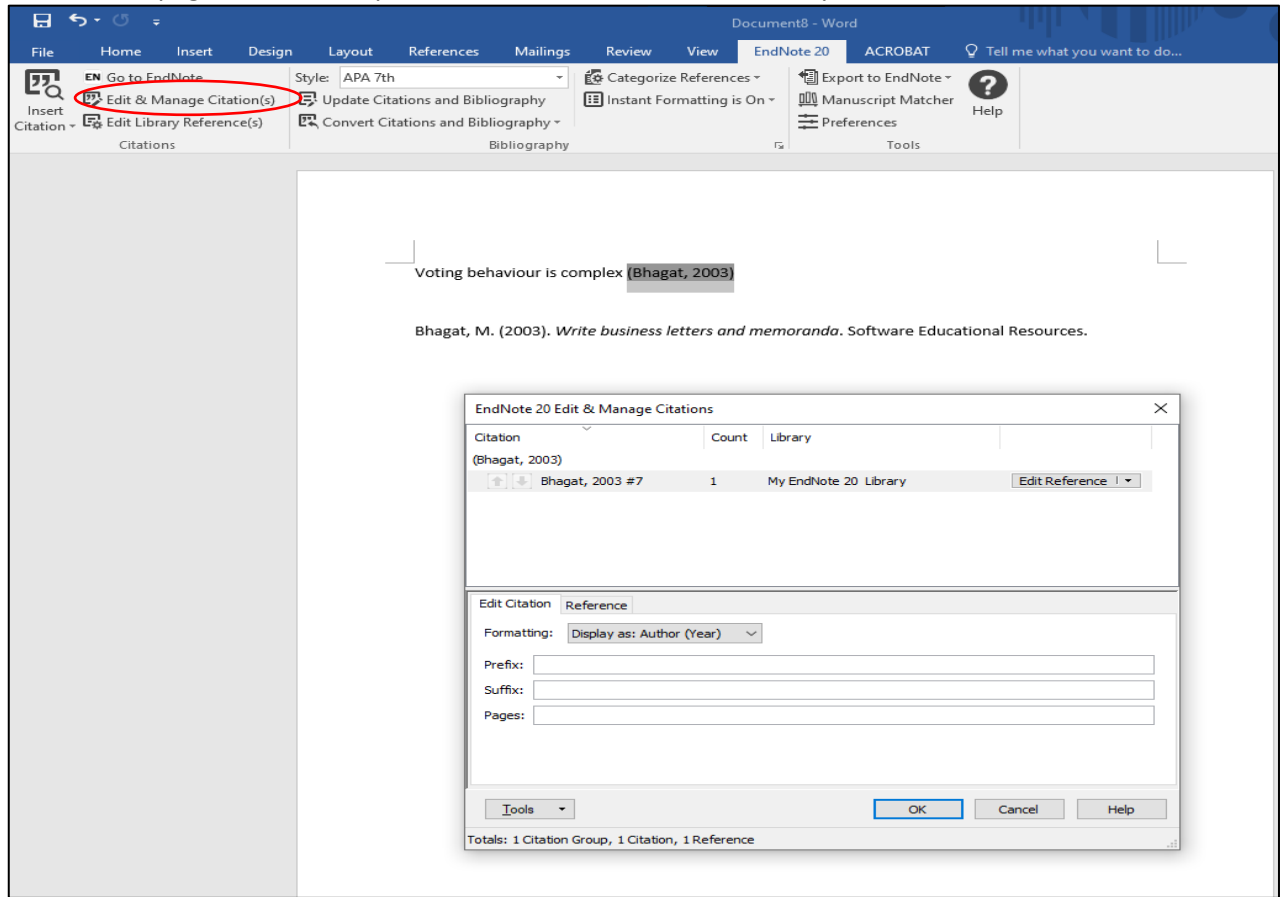 Document8 - Word
File Home Insert Design Layout References Mailings Review View EndNote 20 ACROBAT Tell me what you want to do...
EN Go to EndNote Style: APA 7th Categorize References Export to EndNote
Edit & Manage Citation(s) Update Citations and Bibliography Instant Formatting is On Manuscript Matcher
Insert Citation Edit Library Reference(s) Convert Citations and Bibliography Preferences Help
Citations Bibliography Tools
Voting behaviour is complex (Bhagat, 2003)
Bhagat, M. (2003). Write business letters and memoranda. Software Educational Resources.
EndNote 20 Edit & Manage Citations
Citation Count Library
(Bhagat, 2003)
Bhagat, 2003 #7 1 My EndNote 20 Library Edit Reference
Edit Citation Reference
Formatting: Display as: Author (Year)
Prefix:
Suffix:
Pages:
Tools OK Cancel Help
Totals: 1 Citation Group, 1 Citation, 1 Reference